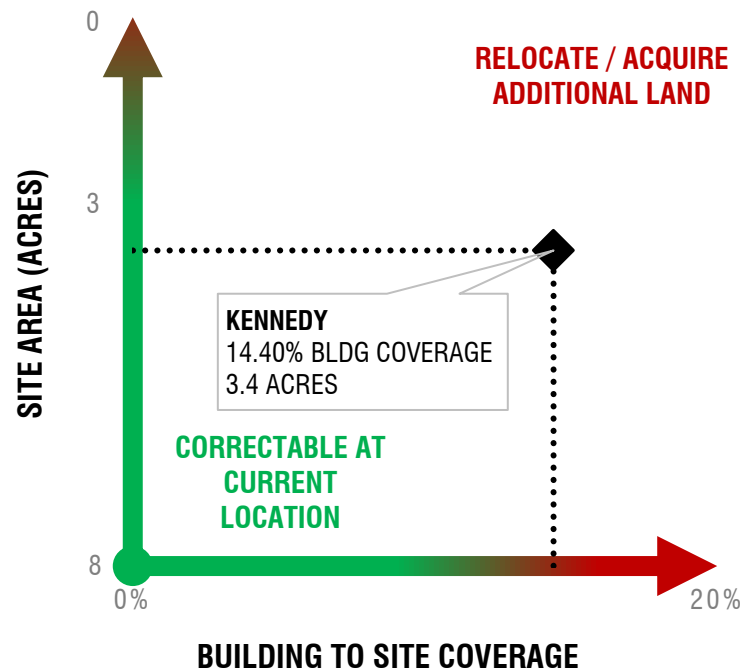 0
RELOCATE / ACQUIRE
ADDITIONAL LAND
3
SITE AREA (ACRES)
KENNEDY
14.40% BLDG COVERAGE
3.4 ACRES
CORRECTABLE AT
CURRENT
LOCATION
8
0%
20%
BUILDING TO SITE COVERAGE